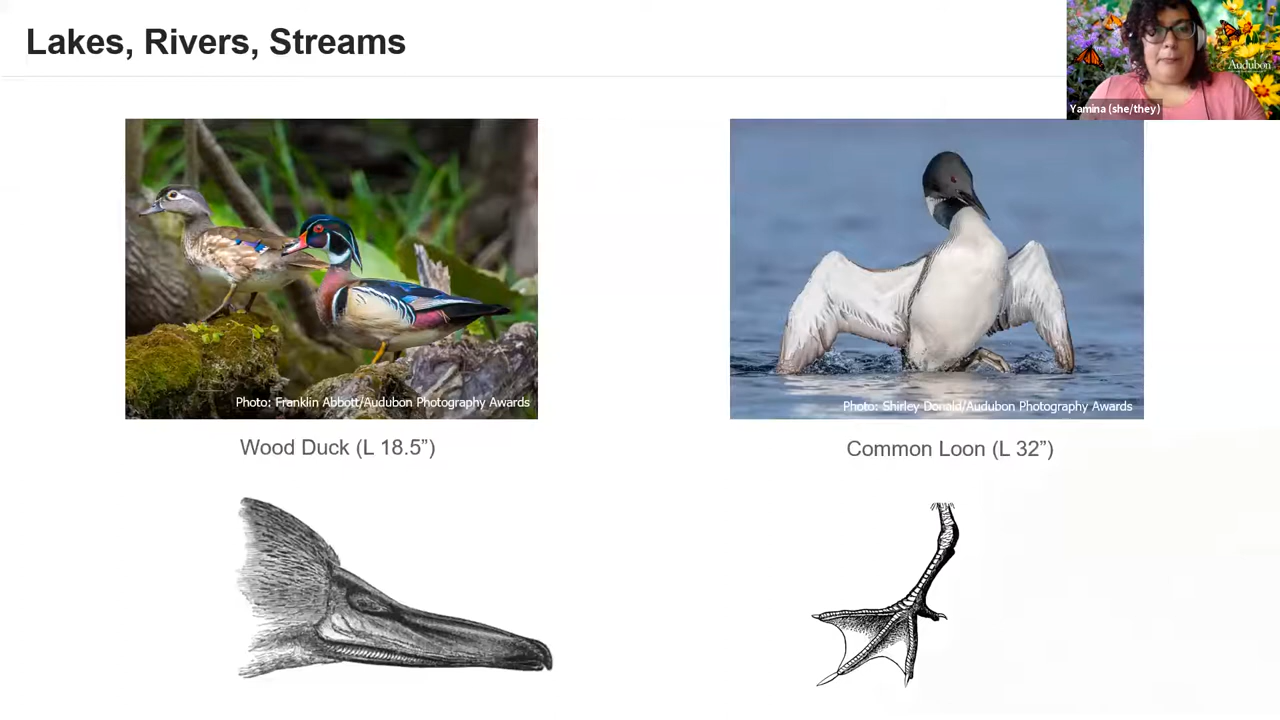 Lakes, Rivers, Streams
Audubon
Yamina (she/they)
Photo: Franklin Abbott/Audubon Photography Awards
Photo: Shirley Donald/Audubon Photography Awards
Wood Duck (L 18.5”)
Common Loon (L 32”)